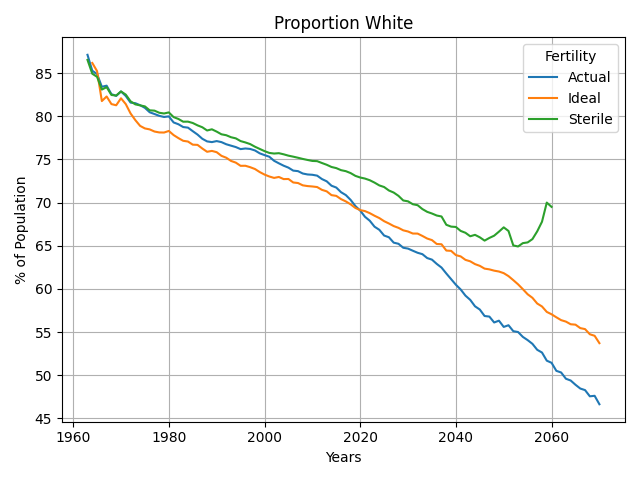 Proportion White
Fertility
Actual
Ideal
Sterile
% of Population
85
80
75
70
65
60
55
50
45
1960 1980 2000 2020 2040 2060
Years